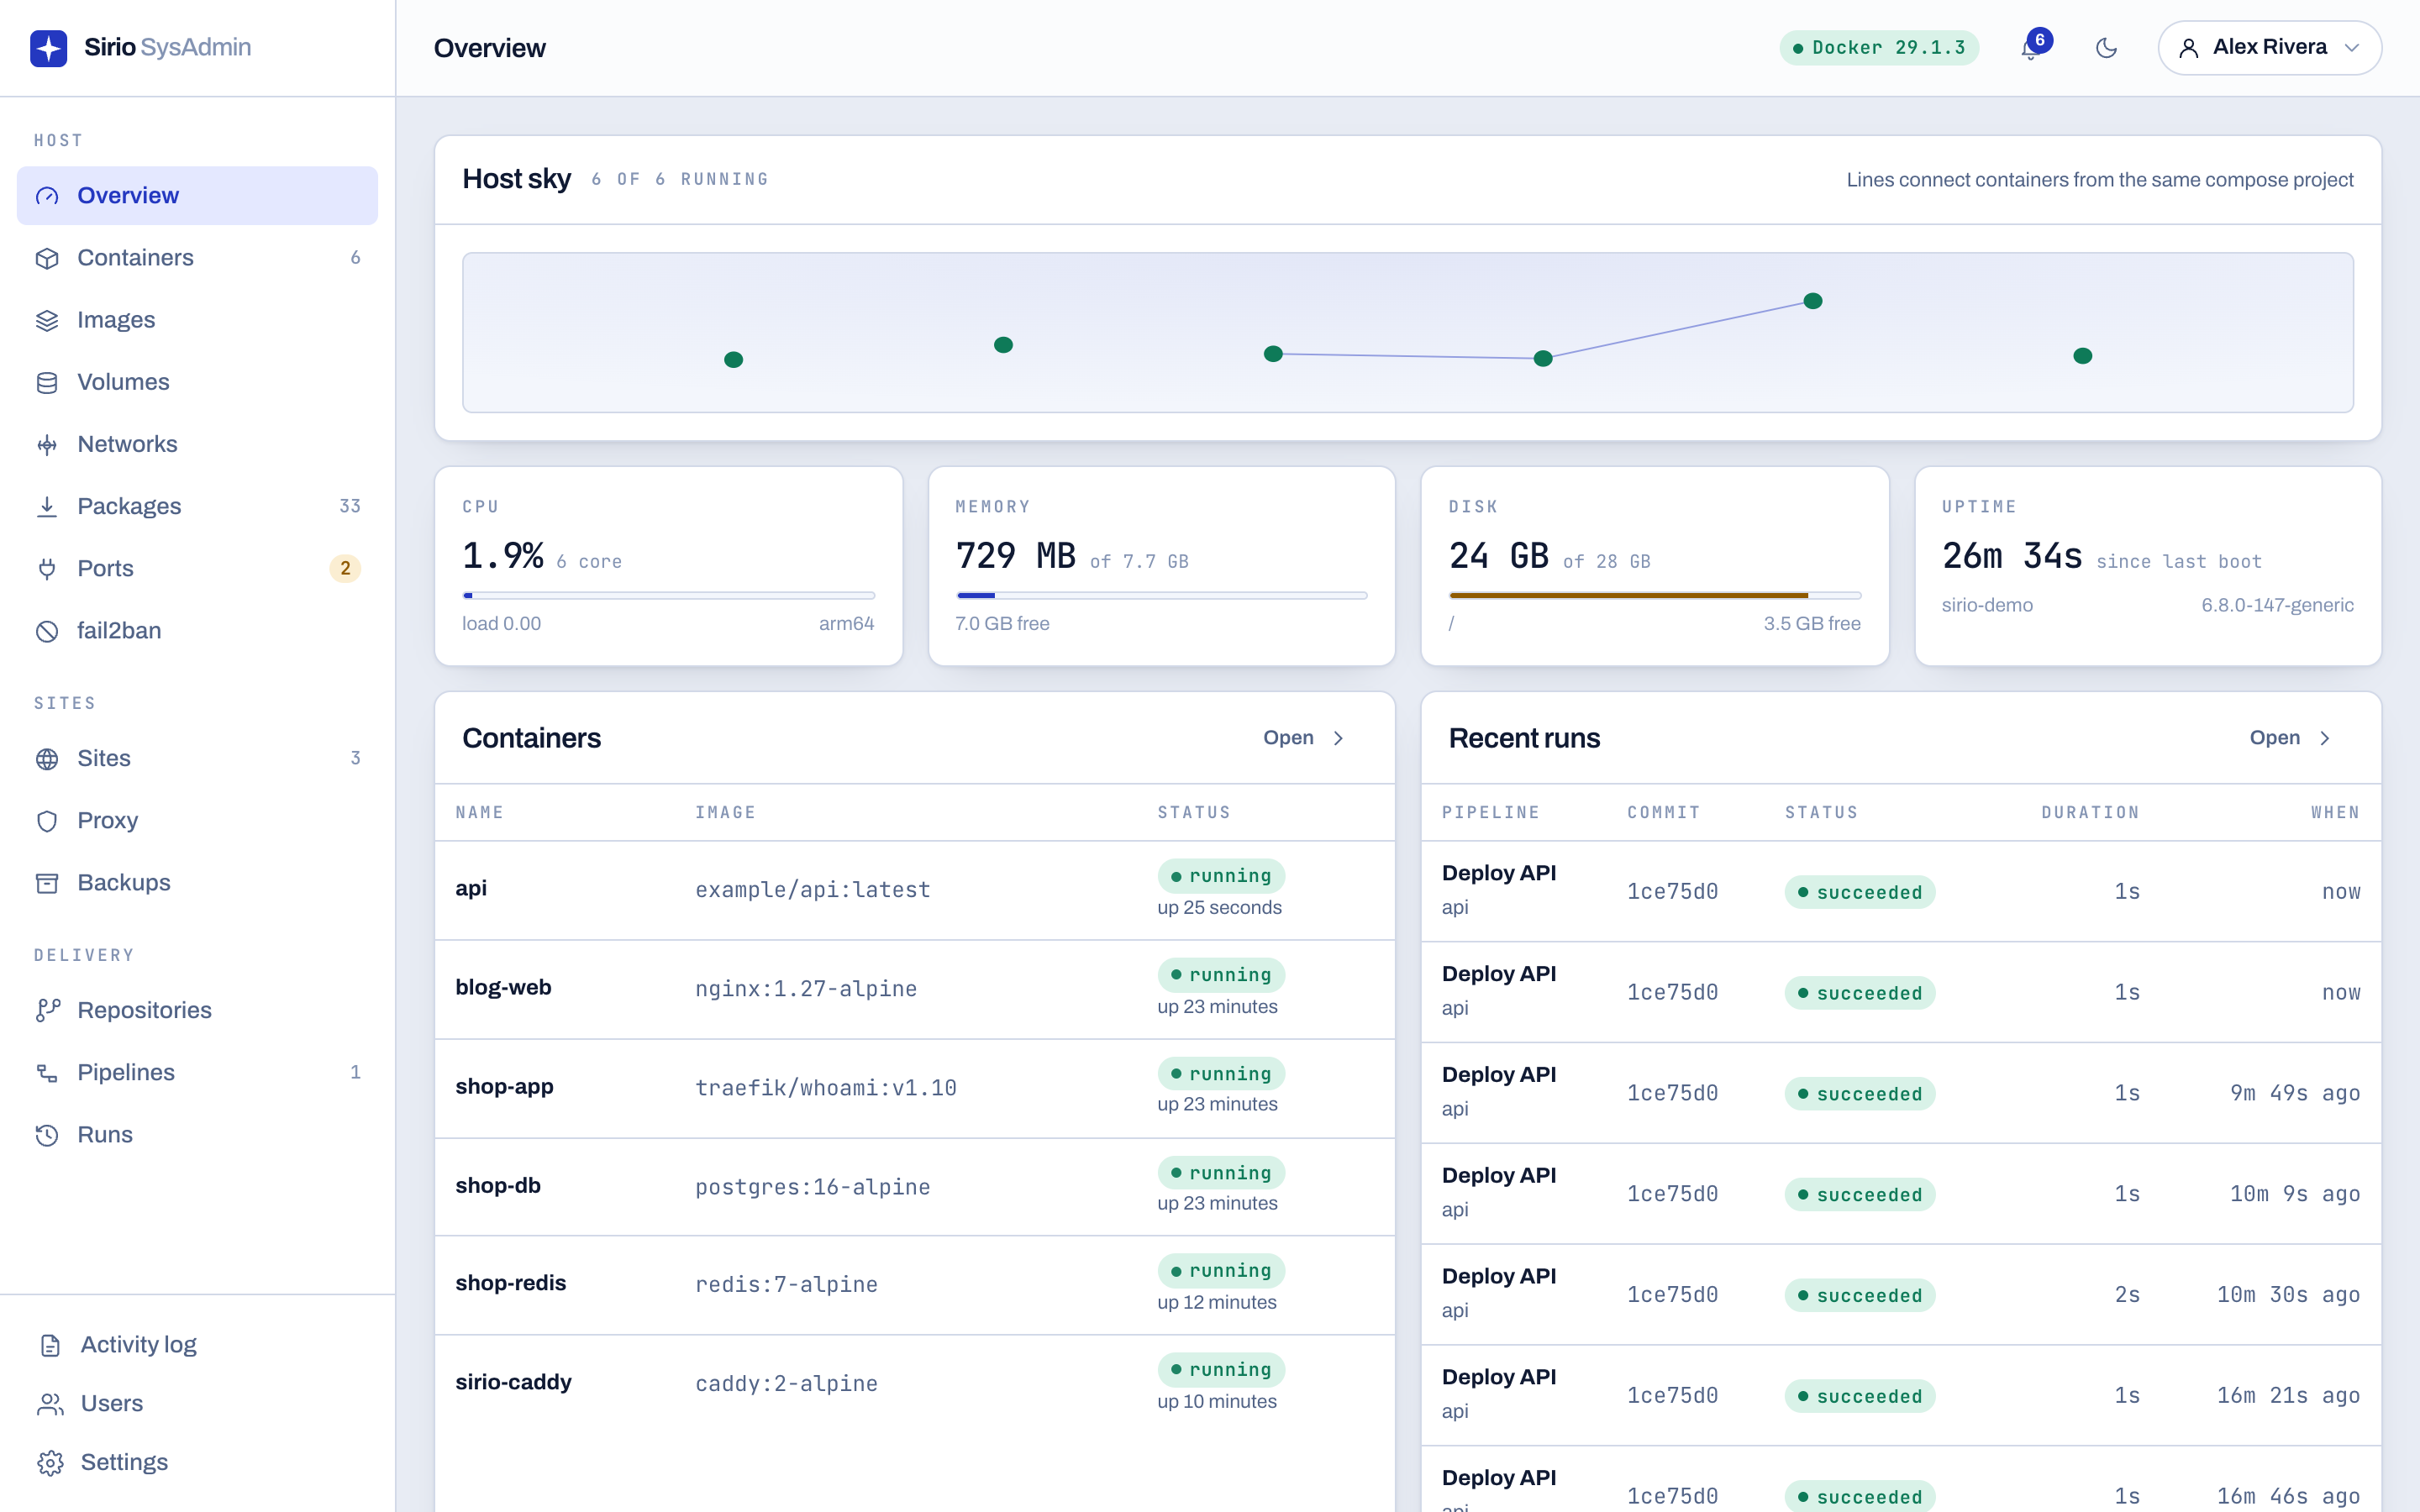 Sirio SysAdmin
Overview
Docker 29.1.3
6
Alex Rivera
HOST
Overview
Containers 6
Images
Volumes
Networks
Packages 33
Ports 2
fail2ban
SITES
Sites 3
Proxy
Backups
DELIVERY
Repositories
Pipelines 1
Runs
Activity log
Users
Settings
Host sky 6 OF 6 RUNNING
Lines connect containers from the same compose project
CPU
1.9% 6 core
load 0.00 arm64
MEMORY
729 MB of 7.7 GB
7.0 GB free
DISK
24 GB of 28 GB
/ 3.5 GB free
UPTIME
26m 34s since last boot
sirio-demo 6.8.0-147-generic
Containers Open
NAME IMAGE STATUS
api example/api:latest running
up 25 seconds
blog-web nginx:1.27-alpine running
up 23 minutes
shop-app traefik/whoami:v1.10 running
up 23 minutes
shop-db postgres:16-alpine running
up 23 minutes
shop-redis redis:7-alpine running
up 12 minutes
sirio-caddy caddy:2-alpine running
up 10 minutes
Recent runs Open
PIPELINE COMMIT STATUS DURATION WHEN
Deploy API
api 1ce75d0 succeeded 1s now
Deploy API
api 1ce75d0 succeeded 1s now
Deploy API
api 1ce75d0 succeeded 1s 9m 49s ago
Deploy API
api 1ce75d0 succeeded 1s 10m 9s ago
Deploy API
api 1ce75d0 succeeded 2s 10m 30s ago
Deploy API
api 1ce75d0 succeeded 1s 16m 21s ago
Deploy API
api 1ce75d0 succeeded 1s 16m 46s ago